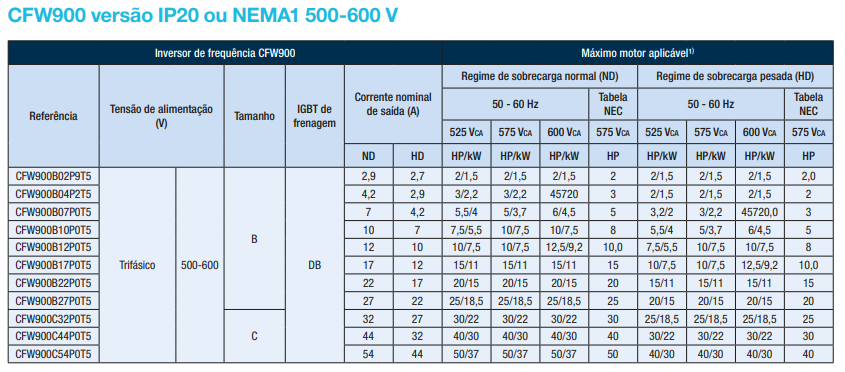 CFW900 versão IP20 ou NEMA1 500-600 V
Inversor de frequência CFW900 Máximo motor aplicável¹⁾
Regime de sobrecarga normal (ND) Regime de sobrecarga pesada (HD)
Referência Tensão de alimentação (V) Tamanho IGBT de frenagem Corrente nominal de saída (A) 50 - 60 Hz Tabela NEC 50 - 60 Hz Tabela NEC
525 VCA 575 VCA 600 VCA 575 VCA 525 VCA 575 VCA 600 VCA 575 VCA
ND HD HP/kW HP/kW HP/kW HP HP/kW HP/kW HP/kW HP
CFW900B02P9T5 2,9 2,7 2/1,5 2/1,5 2/1,5 2 2/1,5 2/1,5 2/1,5 2,0
CFW900B04P2T5 4,2 2,9 3/2,2 3/2,2 45720 3 2/1,5 2/1,5 2/1,5 2
CFW900B07P0T5 7 4,2 5,5/4 5/3,7 6/4,5 5 3,2/2 3/2,2 45720,0 3
CFW900B10P0T5 10 7 7,5/5,5 10/7,5 10/7,5 8 5,5/4 5/3,7 6/4,5 5
CFW900B12P0T5 12 10 10/7,5 10/7,5 12,5/9,2 10,0 7,5/5,5 10/7,5 10/7,5 8
CFW900B17P0T5 17 12 15/11 15/11 15/11 15 10/7,5 10/7,5 12,5/9,2 10,0
CFW900B22P0T5 22 17 20/15 20/15 20/15 20 15/11 15/11 15/11 15
CFW900B27P0T5 27 22 25/18,5 25/18,5 25/18,5 25 20/15 20/15 20/15 20
CFW900C32P0T5 32 27 30/22 30/22 30/22 30 25/18,5 25/18,5 25/18,5 25
CFW900C44P0T5 44 32 40/30 40/30 40/30 40 30/22 30/22 30/22 30
CFW900C54P0T5 54 44 50/37 50/37 50/37 50 40/30 40/30 40/30 40
Trifásico 500-600 B DB
C